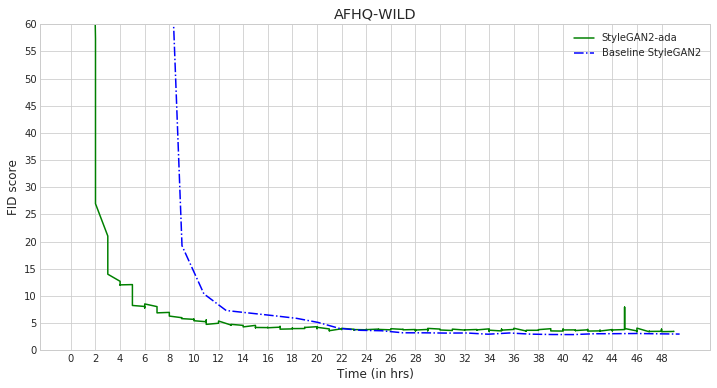 AFHQ-WILD
60
55
50
45
40
35
30
25
20
15
10
5
0
FID score
StyleGAN2-ada
Baseline StyleGAN2
0 2 4 6 8 10 12 14 16 18 20 22 24 26 28 30 32 34 36 38 40 42 44 46 48
Time (in hrs)